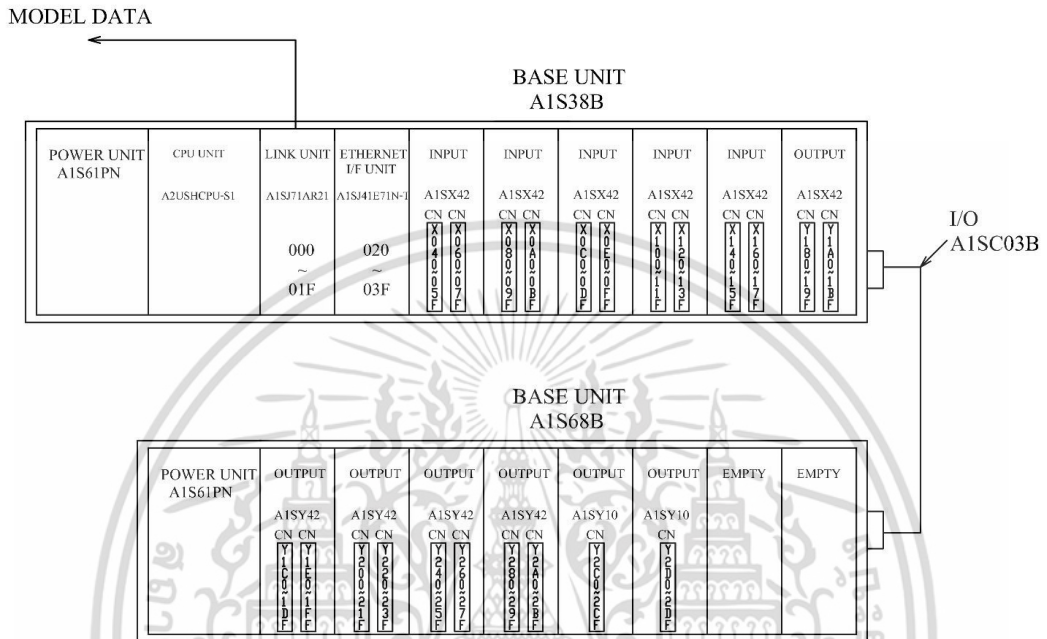 MODEL DATA
BASE UNIT
A1S38B
POWER UNIT
A1S61PN
CPU UNIT
A2USHCPU-S1
LINK UNIT
A1SJ71AR21
000
~
01F
ETHERNET
I/F UNIT
A1SJ41E71N-T
020
~
03F
INPUT
A1SX42
CN CN
X040~05F
X060~07F
INPUT
A1SX42
CN CN
X080~09F
X0A0~0BF
INPUT
A1SX42
CN CN
X0C0~0DF
X0E0~0FF
INPUT
A1SX42
CN CN
X100~11F
X120~13F
INPUT
A1SX42
CN CN
X140~15F
X160~17F
OUTPUT
A1SX42
CN CN
Y180~19F
Y1A0~1BF
I/O
A1SC03B
BASE UNIT
A1S68B
POWER UNIT
A1S61PN
OUTPUT
A1SY42
CN CN
Y1C0~1DF
Y1E0~1FF
OUTPUT
A1SY42
CN CN
Y200~21F
Y220~23F
OUTPUT
A1SY42
CN CN
Y240~25F
Y260~27F
OUTPUT
A1SY42
CN CN
Y280~29F
Y2A0~2BF
OUTPUT
A1SY10
CN
Y2C0~2CF
OUTPUT
A1SY10
CN
Y2D0~2DF
EMPTY
EMPTY